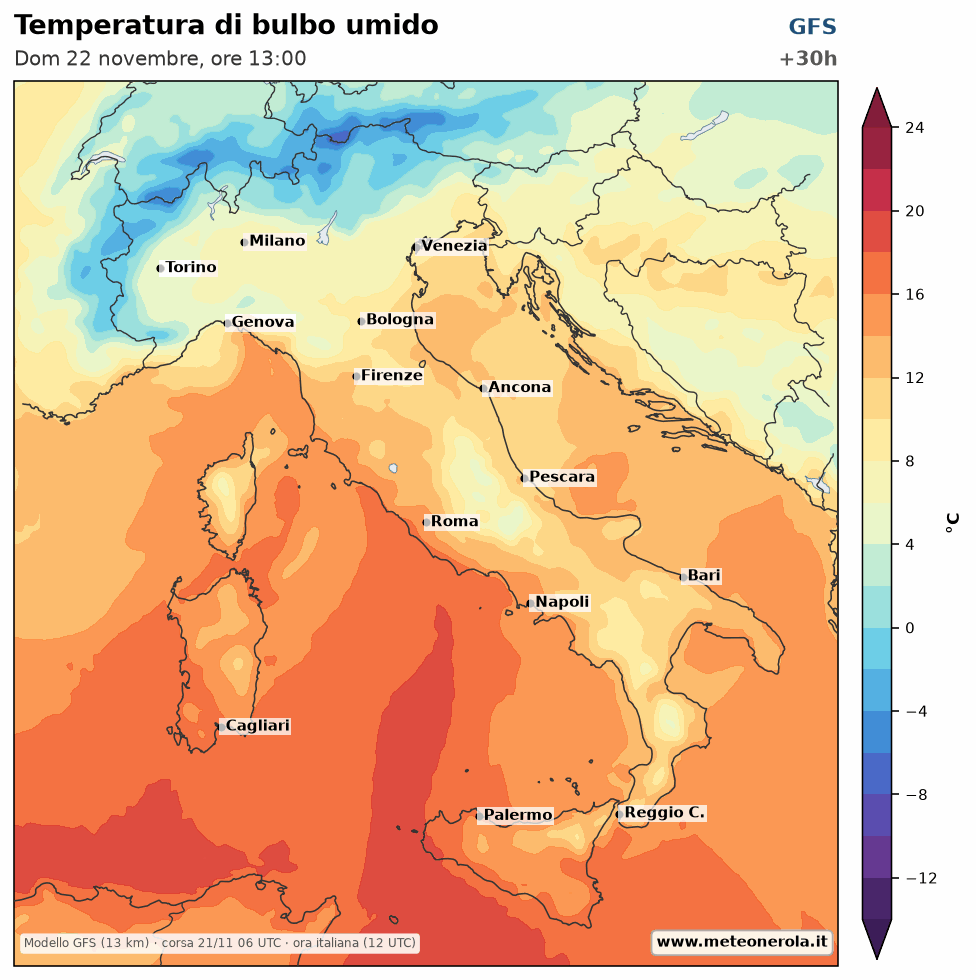 Temperatura di bulbo umido
GFS
Dom 22 novembre, ore 13:00
+30h
Milano
Venezia
Torino
Genova
Bologna
Firenze
Ancona
Pescara
Roma
Bari
Napoli
Cagliari
Palermo
Reggio C.
24
20
16
12
8
4
0
−4
−8
−12
°C
Modello GFS (13 km) · corsa 21/11 06 UTC · ora italiana (12 UTC)
www.meteonerola.it